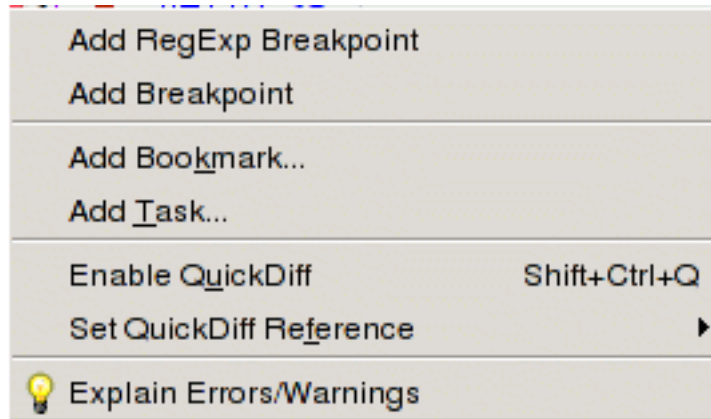 Add RegExp Breakpoint
Add Breakpoint
Add Bookmark...
Add Task...
Enable QuickDiff Shift+Ctrl+Q
Set QuickDiff Reference
Explain Errors/Warnings